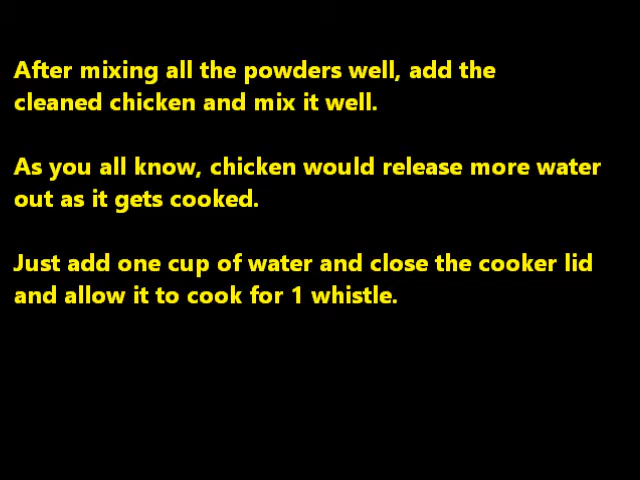 After mixing all the powders well, add the
cleaned chicken and mix it well.
As you all know, chicken would release more water
out as it gets cooked.
Just add one cup of water and close the cooker lid
and allow it to cook for 1 whistle.